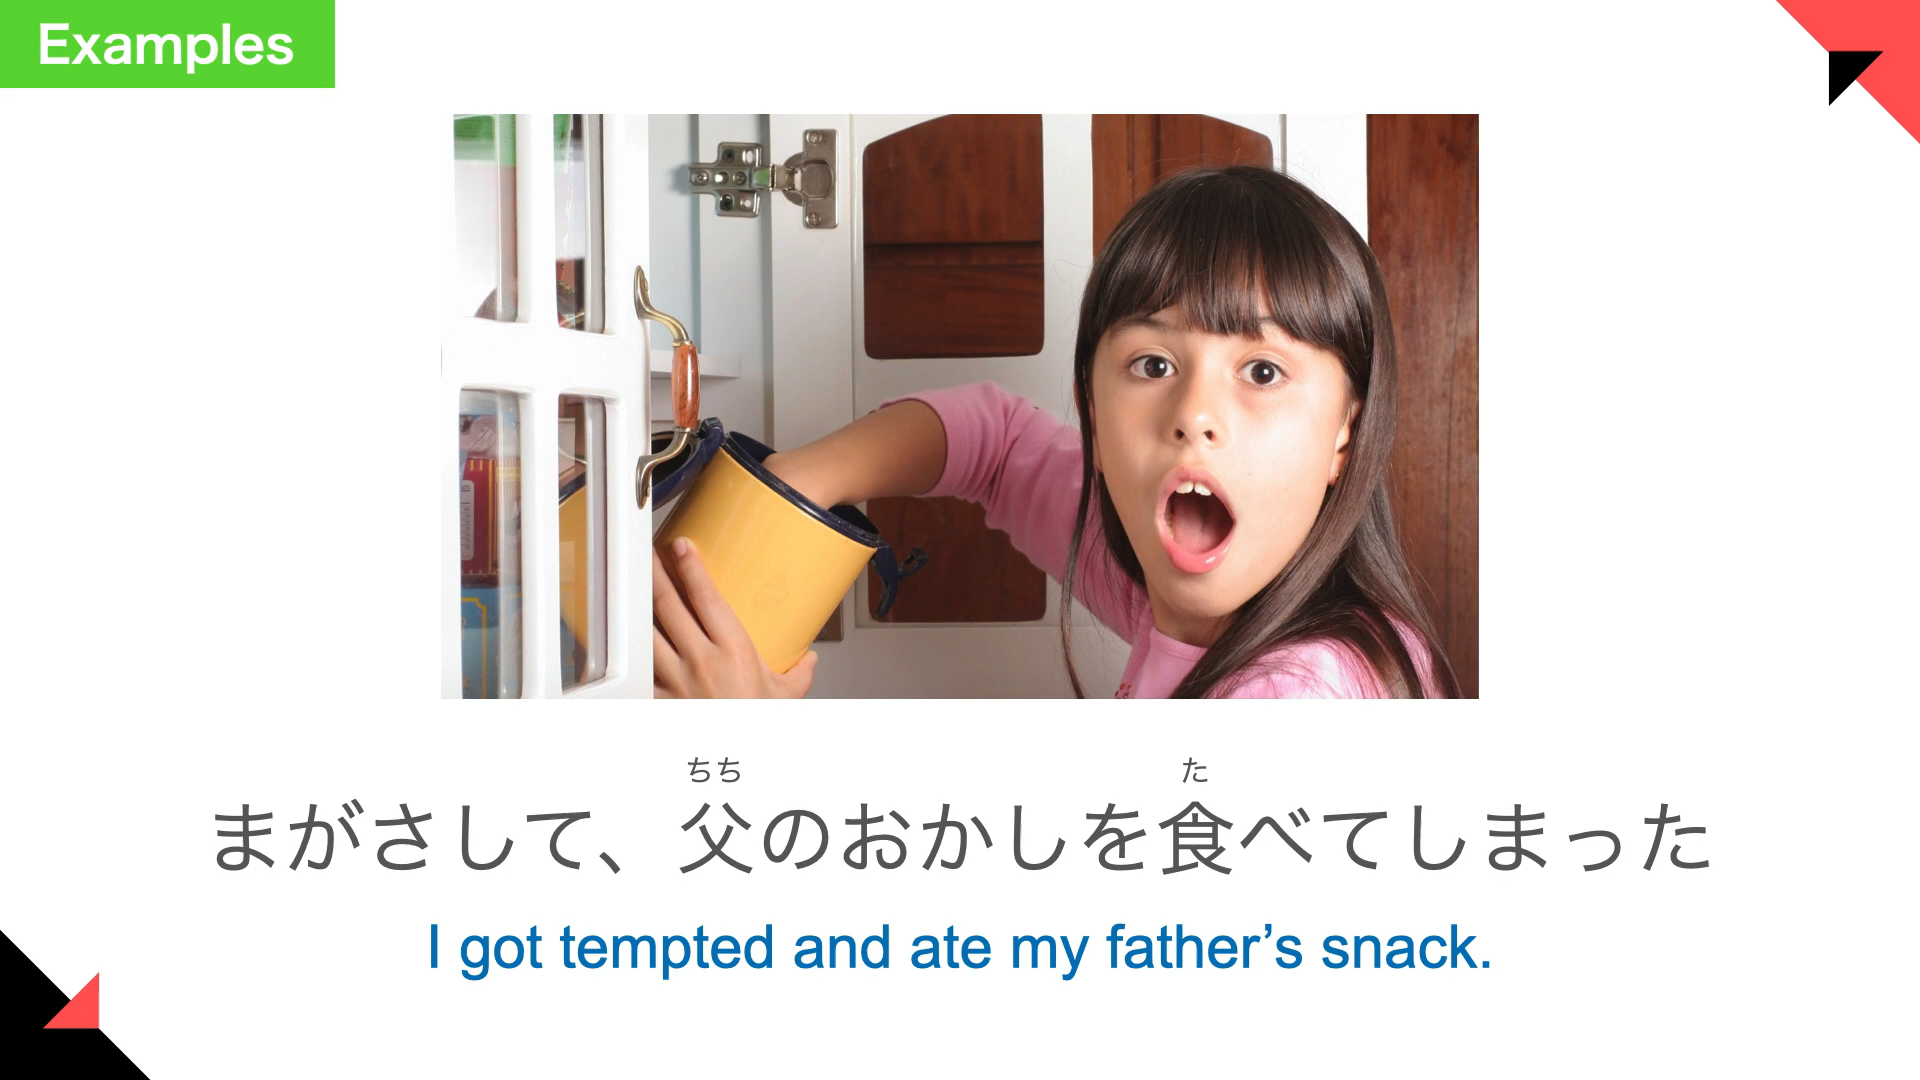 Examples
ちち た
まがさして、父のおかしを食べてしまった
I got tempted and ate my father’s snack.